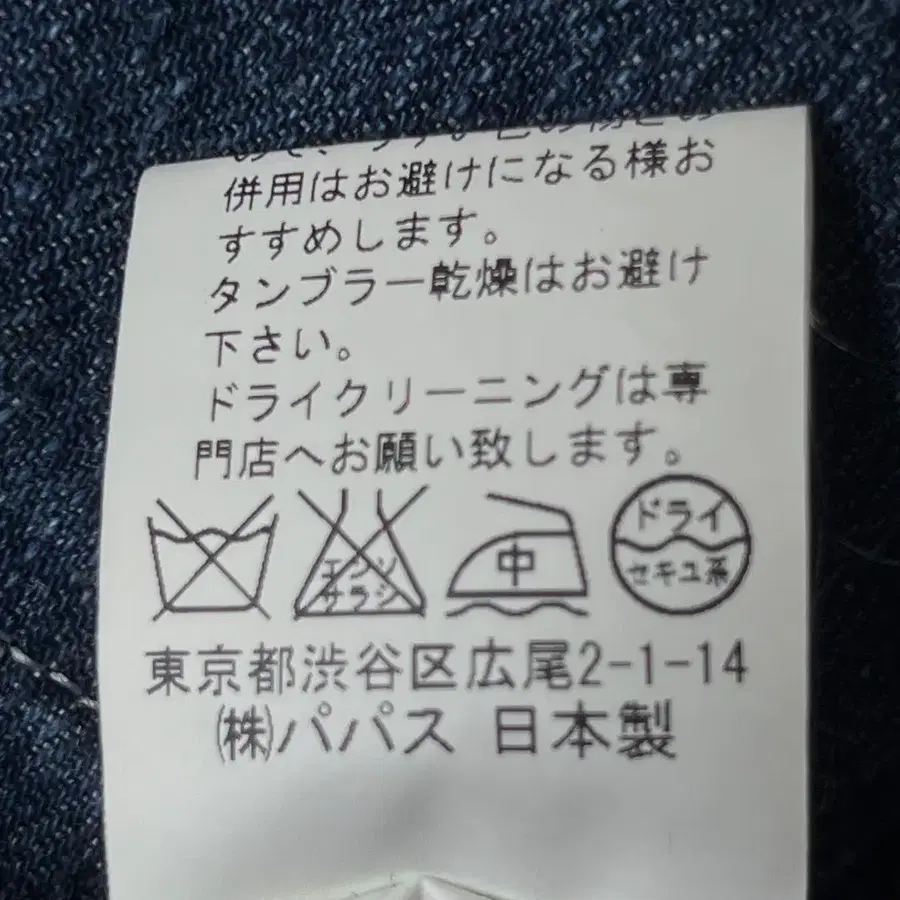 併用はお避けになる様お
すすめします。
タンブラー乾燥はお避け
下さい。
ドライクリーニングは専
門店へお願い致します。
エンソ
サラシ
中
ドライ
セキユ系
東京都渋谷区広尾2-1-14
㈱パパス 日本製